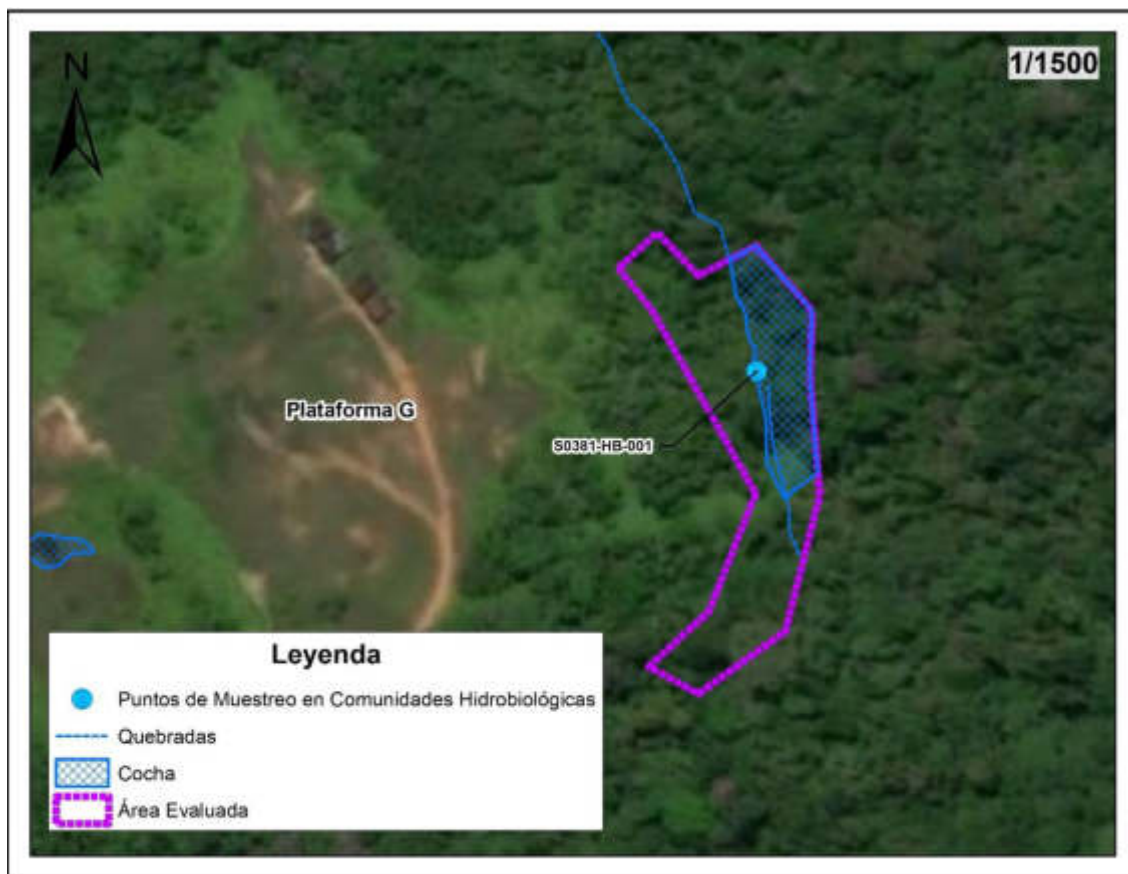 N
1/1500
Plataforma G
S0381-HB-001
Leyenda
Puntos de Muestreo en Comunidades Hidrobiológicas
Quebradas
Cocha
Área Evaluada